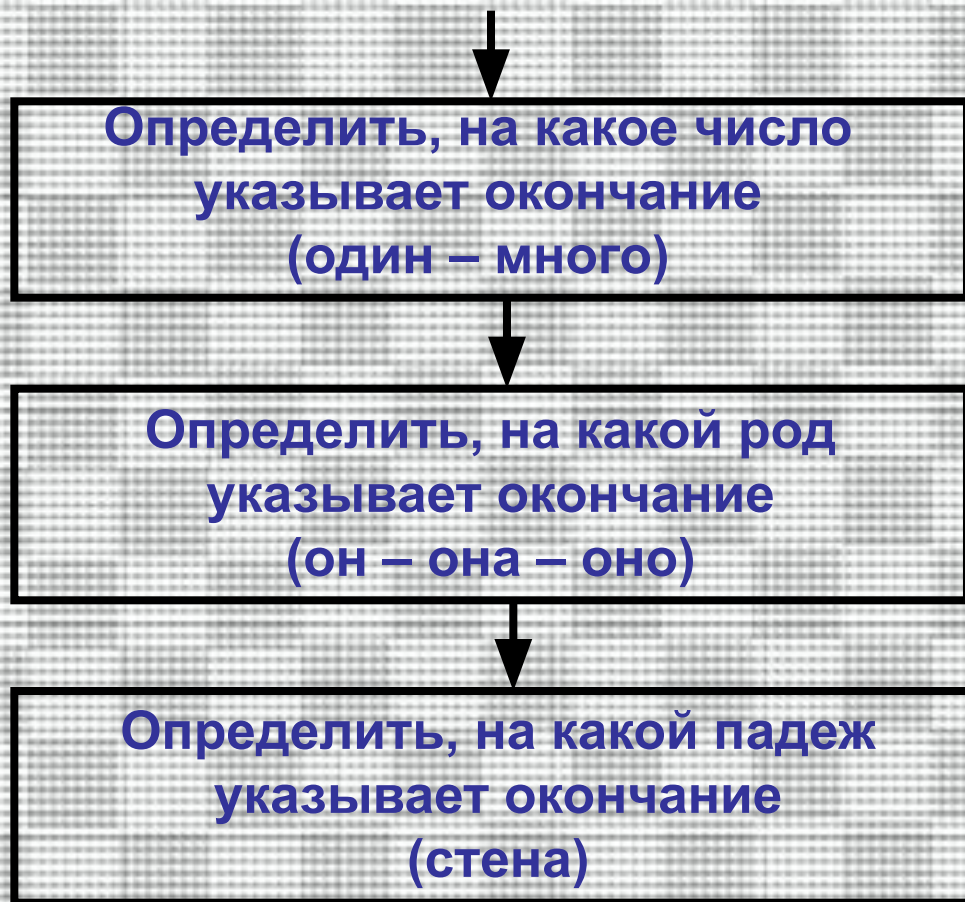 Определить, на какое число
указывает окончание
(один – много)
Определить, на какой род
указывает окончание
(он – она – оно)
Определить, на какой падеж
указывает окончание
(стена)